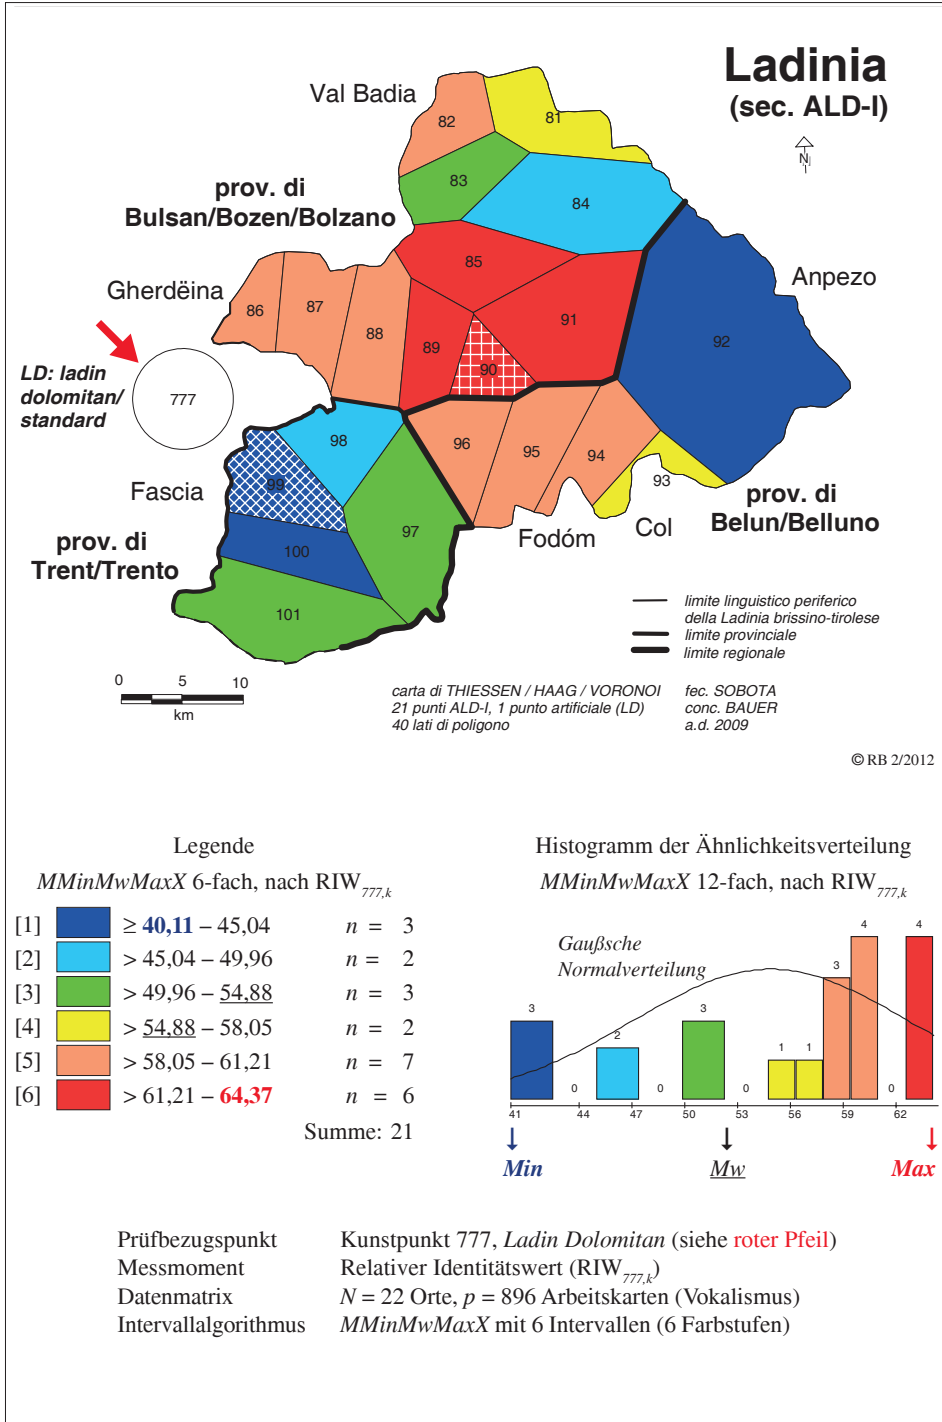 Ladinia
(sec. ALD-I)
N
Val Badia
prov. di
Bulsan/Bozen/Bolzano
Gherdëina
Anpezo
LD: ladin
dolomitan/
standard
777
Fascia
prov. di
Trent/Trento
Fodóm
Col
prov. di
Belun/Belluno
81
82
83
84
85
86
87
88
89
90
91
92
93
94
95
96
97
98
99
100
101
limite linguistico periferico
della Ladinia brissino-tirolese
limite provinciale
limite regionale
0 5 10
km
carta di THIESSEN / HAAG / VORONOI
21 punti ALD-I, 1 punto artificiale (LD)
40 lati di poligono
fec. SOBOTA
conc. BAUER
a.d. 2009
© RB 2/2012
Legende
MMinMwMaxX 6-fach, nach RIW777,k
[1] ≥ 40,11 – 45,04 n = 3
[2] > 45,04 – 49,96 n = 2
[3] > 49,96 – 54,88 n = 3
[4] > 54,88 – 58,05 n = 2
[5] > 58,05 – 61,21 n = 7
[6] > 61,21 – 64,37 n = 6
Summe: 21
Histogramm der Ähnlichkeitsverteilung
MMinMwMaxX 12-fach, nach RIW777,k
Gaußsche
Normalverteilung
3 0 2 0 3 0 1 1 3 4 0 4
41 44 47 50 53 56 59 62
Min Mw Max
Prüfbezugspunkt Kunstpunkt 777, Ladin Dolomitan (siehe roter Pfeil)
Messmoment Relativer Identitätswert (RIW777,k)
Datenmatrix N = 22 Orte, p = 896 Arbeitskarten (Vokalismus)
Intervallalgorithmus MMinMwMaxX mit 6 Intervallen (6 Farbstufen)